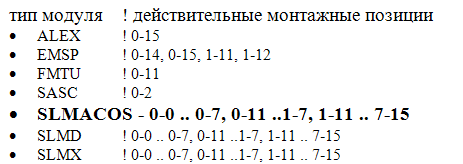 тип модуля ! действительные монтажные позиции
• ALEX ! 0-15
• EMSP ! 0-14, 0-15, 1-11, 1-12
• FMTU ! 0-11
• SASC ! 0-2
• SLMACOS - 0-0 .. 0-7, 0-11 ..1-7, 1-11 .. 7-15
• SLMD ! 0-0 .. 0-7, 0-11 ..1-7, 1-11 .. 7-15
• SLMX ! 0-0 .. 0-7, 0-11 ..1-7, 1-11 .. 7-15